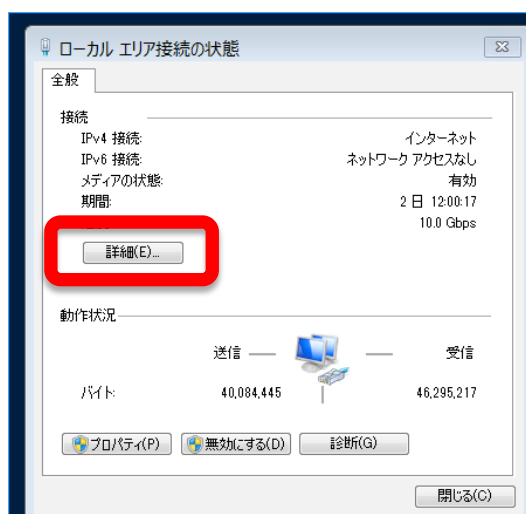 ローカル エリア接続の状態
全般
接続
IPv4 接続: インターネット
IPv6 接続: ネットワーク アクセスなし
メディアの状態: 有効
期間: 2 日 12:00:17
10.0 Gbps
詳細(E)...
動作状況
送信 受信
バイト: 40,084,445 46,295,217
プロパティ(P) 無効にする(D) 診断(G)
閉じる(C)